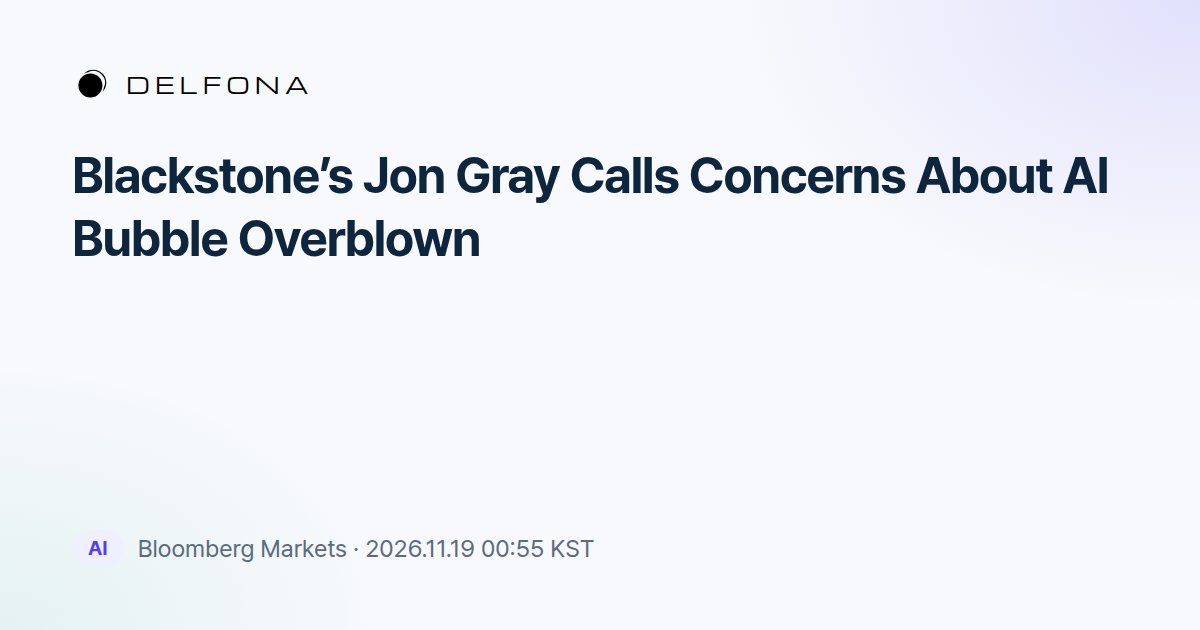 DELFONA
Blackstone’s Jon Gray Calls Concerns About AI
Bubble Overblown
AI Bloomberg Markets · 2026.11.19 00:55 KST